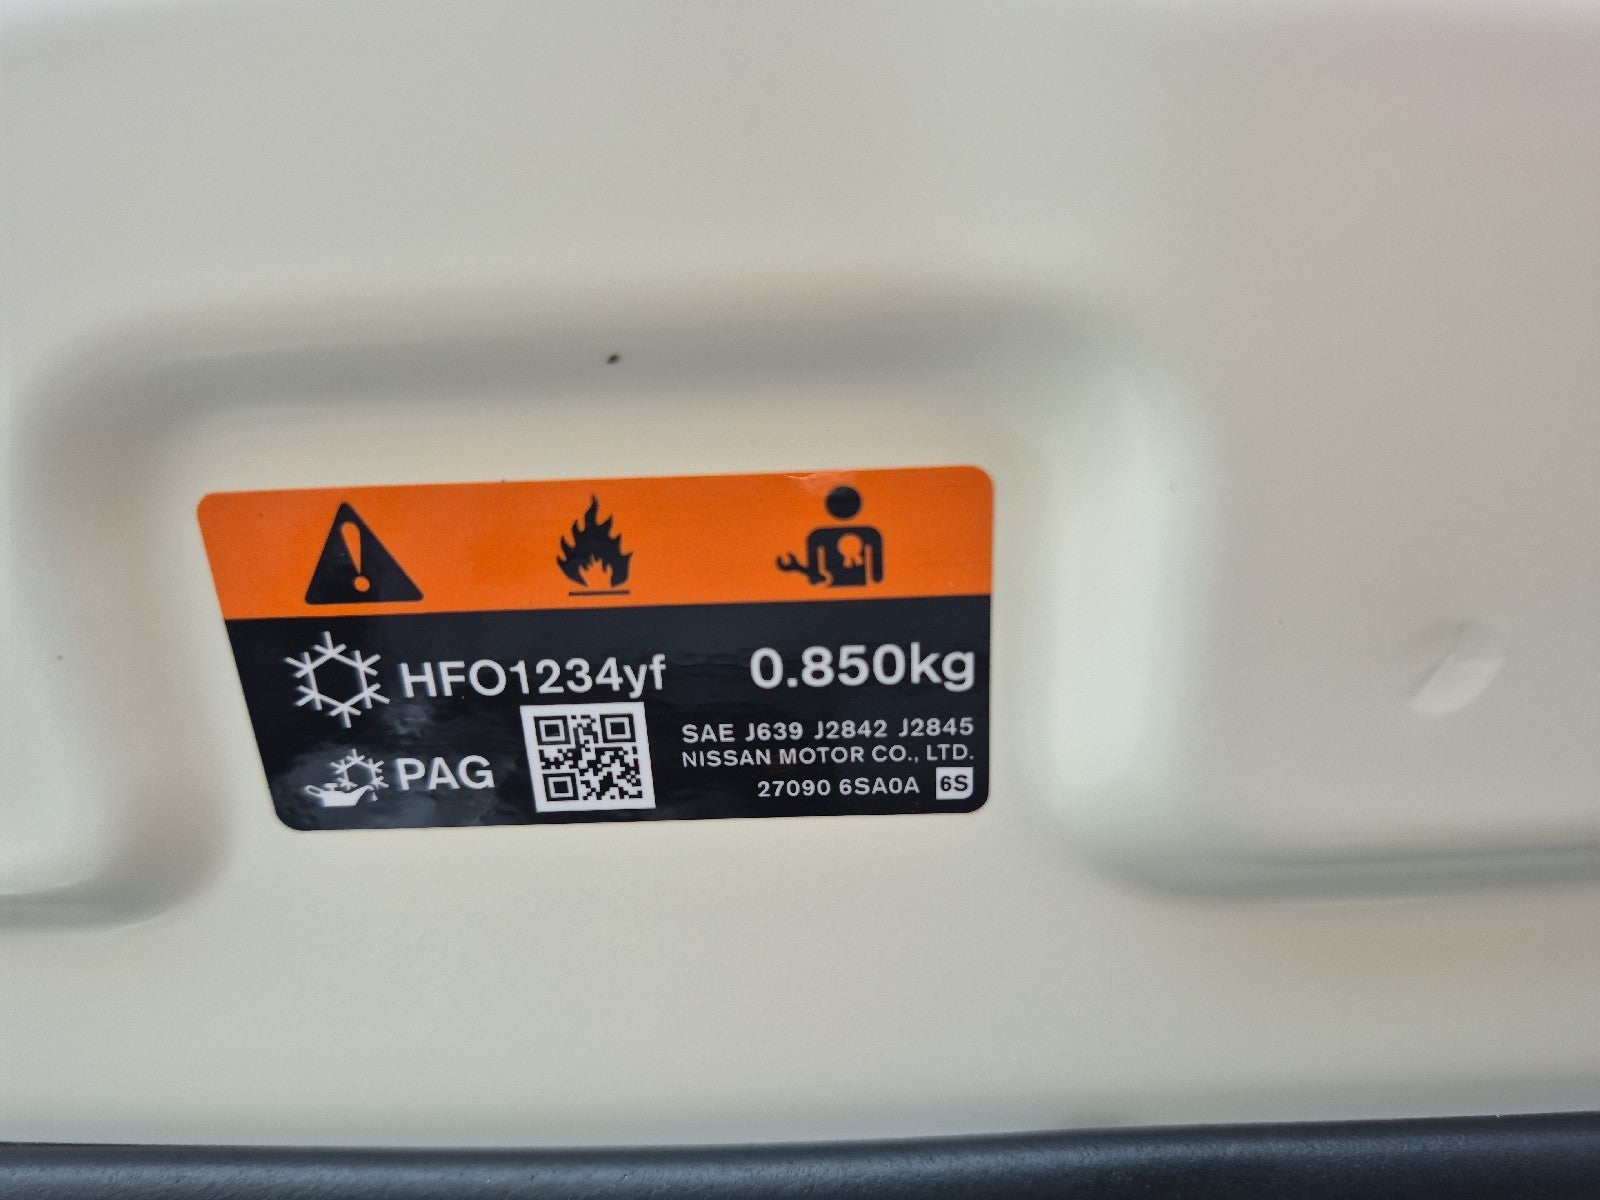 HFO1234yf 0.850kg
PAG
SAE J639 J2842 J2845
NISSAN MOTOR CO., LTD.
27090 6SA0A 6S